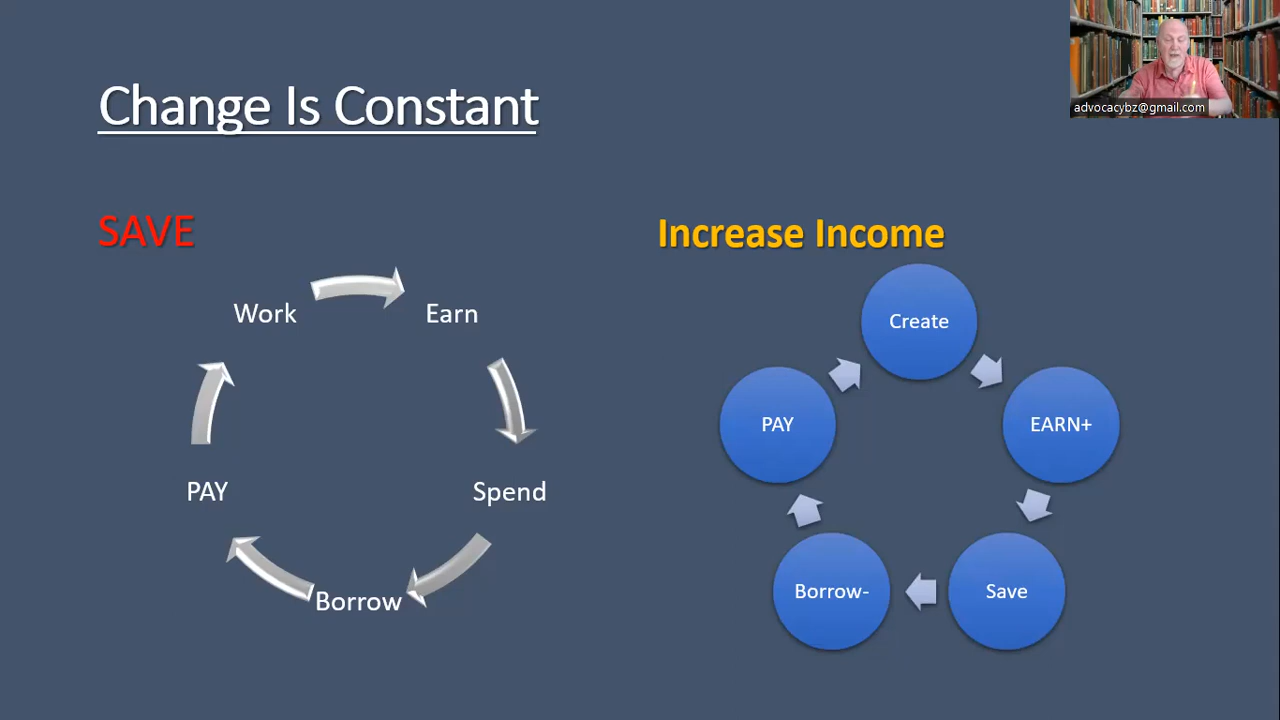 Change Is Constant
advocacybz@gmail.com
SAVE
Work
Earn
Spend
Borrow
PAY
Increase Income
Create
EARN+
Save
Borrow-
PAY